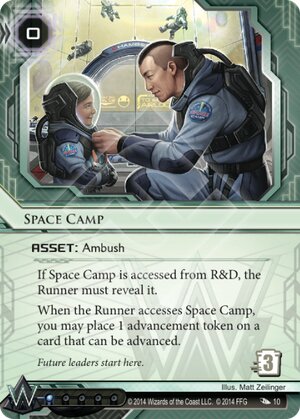 0
SPACE CAMP
ASSET: Ambush
If Space Camp is accessed from R&D, the
Runner must reveal it.
When the Runner accesses Space Camp,
you may place 1 advancement token on a
card that can be advanced.
Future leaders start here.
3
Illus. Matt Zeilinger
W
© 2014 Wizards of the Coast LLC. © 2014 FFG
10